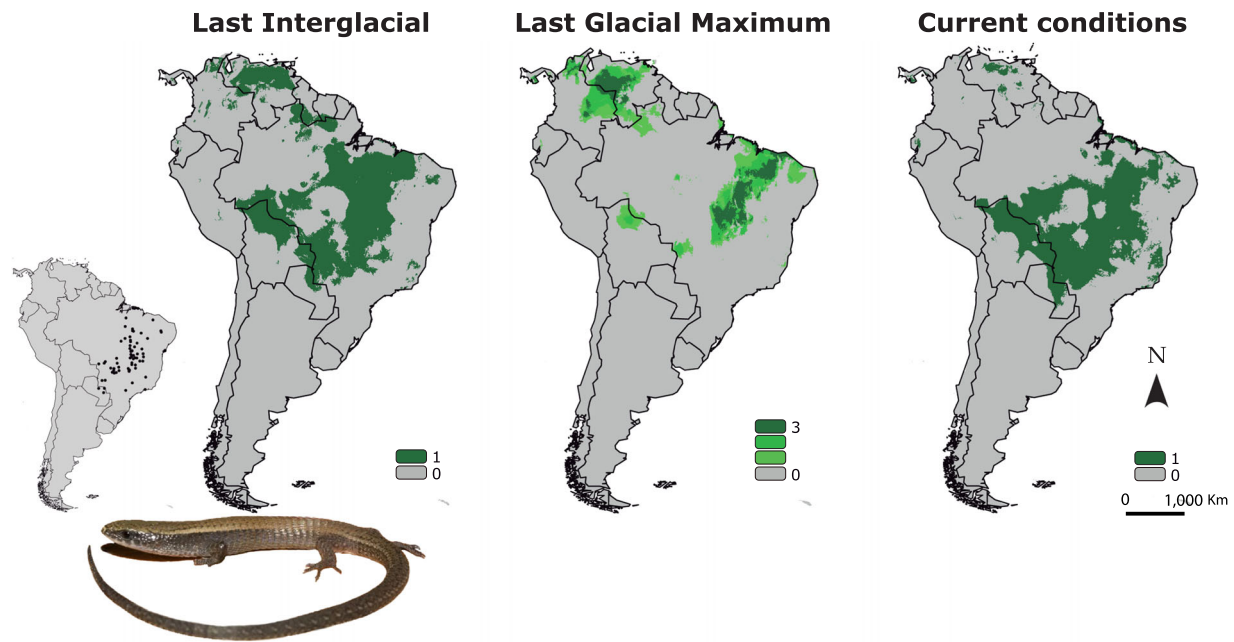 Last Interglacial
Last Glacial Maximum
Current conditions
N
1
0
3
0
1
0
0 1,000 Km